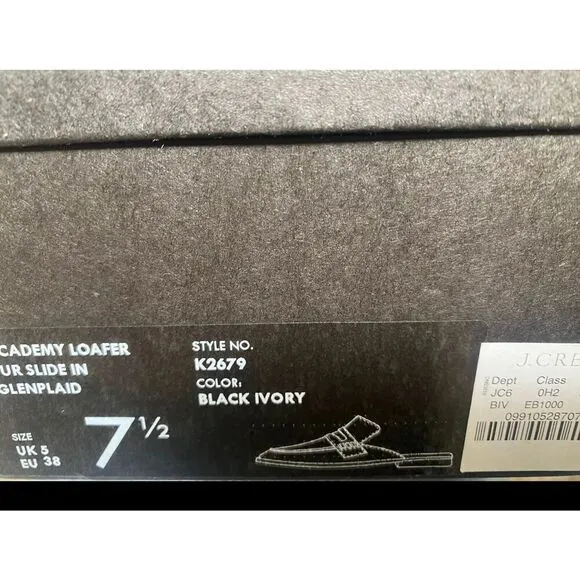 CADEMY LOAFER
UR SLIDE IN
GLENPLAID
STYLE NO.
K2679
COLOR:
BLACK IVORY
SIZE
UK 5
EU 38
7 1/2
J.CRE
Dept Class
JC6 0H2
BIV EB1000
0991052870